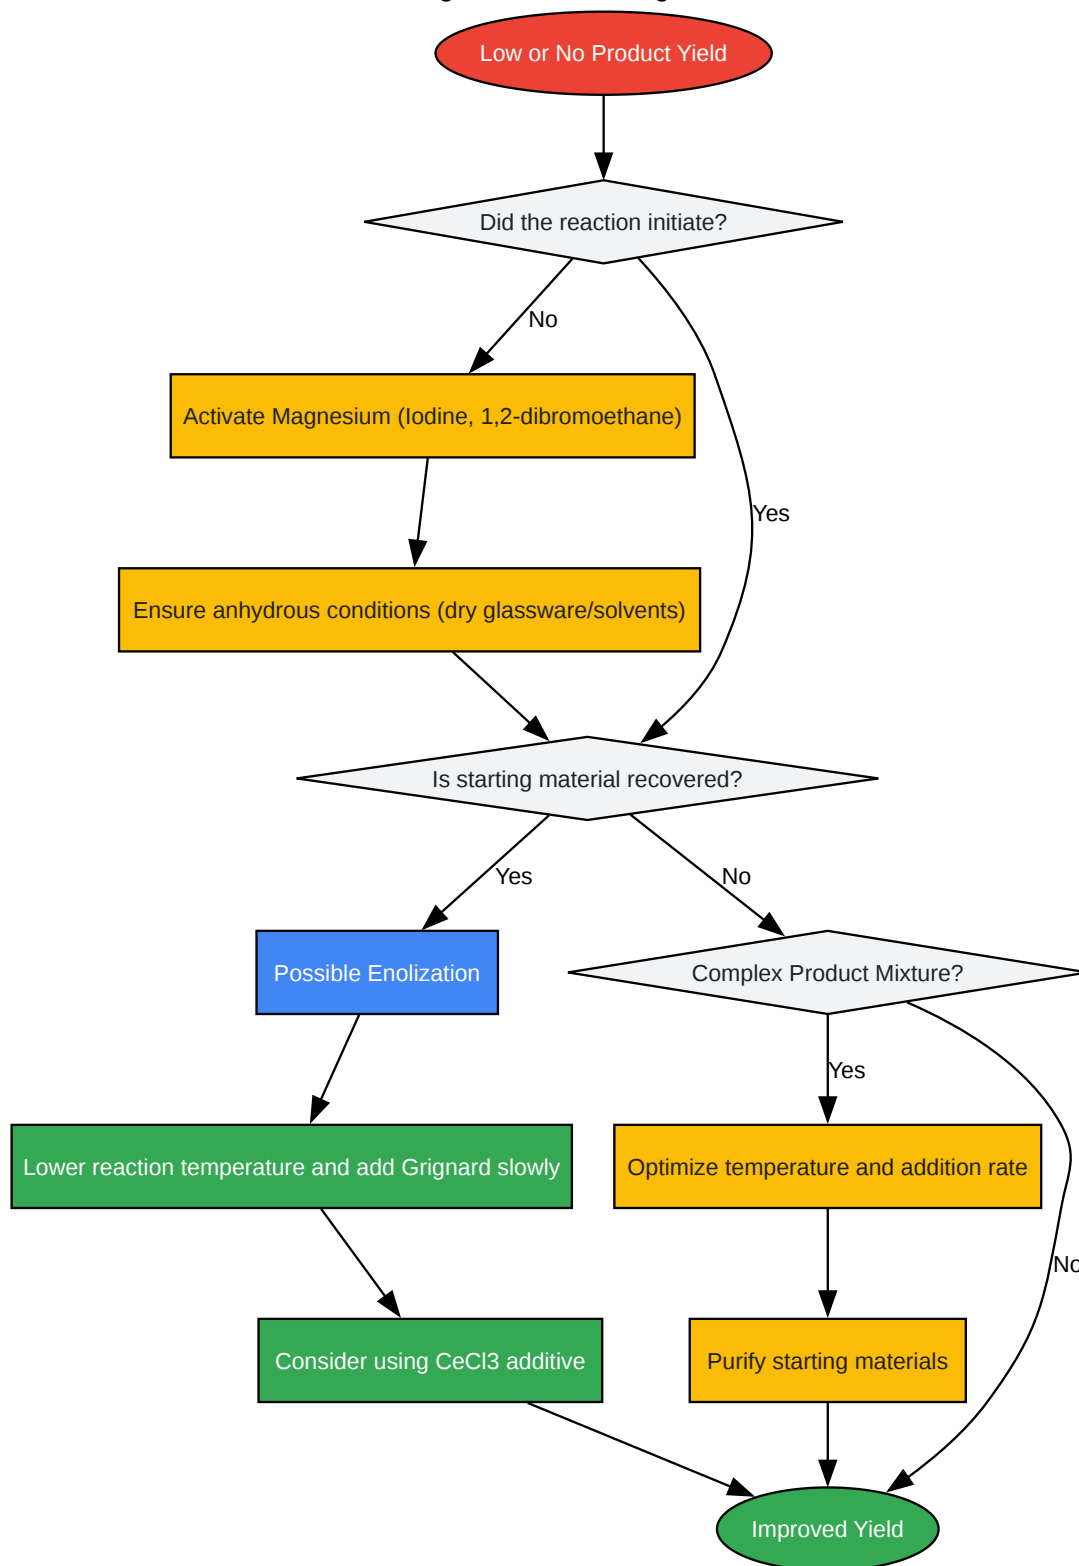 Low or No Product Yield
Did the reaction initiate?
No
Activate Magnesium (Iodine, 1,2-dibromoethane)
Yes
Ensure anhydrous conditions (dry glassware/solvents)
Is starting material recovered?
Yes
No
Possible Enolization
Complex Product Mixture?
Yes
Lower reaction temperature and add Grignard slowly
Optimize temperature and addition rate
No
Consider using CeCl3 additive
Purify starting materials
Improved Yield